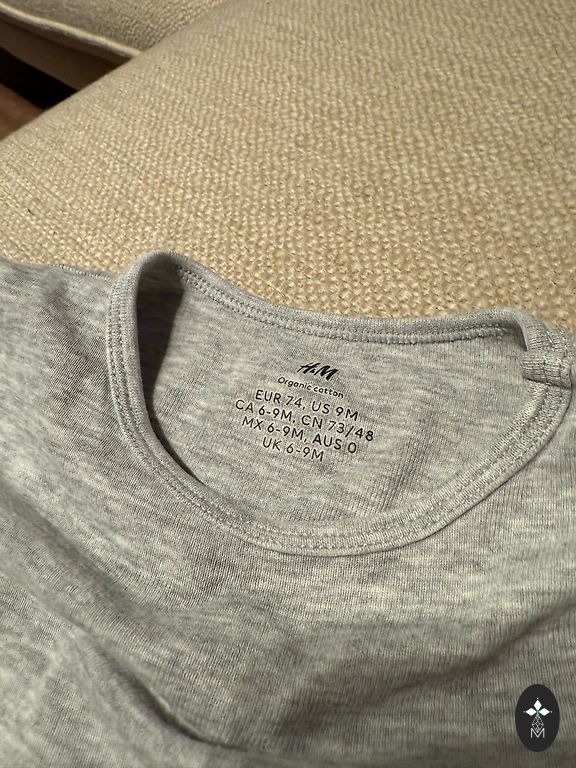 H&M
Organic cotton
EUR 74, US 9M
CA 6-9M, CN 73/48
MX 6-9M, AUS 0
UK 6-9M
M